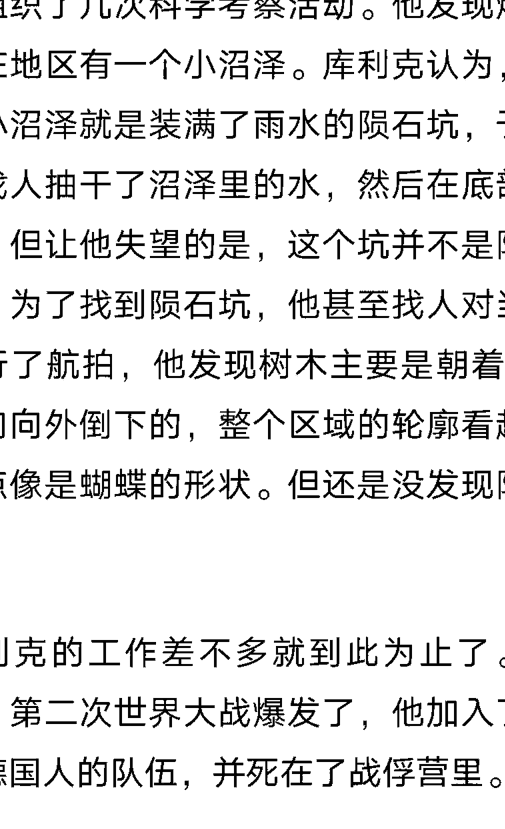 组织了几次科学考察活动。他发现
地区有一个小沼泽。库利克认为，
沼泽就是装满了雨水的陨石坑，
找人抽干了沼泽里的水，然后在底部
但让他失望的是，这个坑并不是陨
为了找到陨石坑，他甚至找人对当
行了航拍，他发现树木主要是朝着
向外倒下的，整个区域的轮廓看起
点像是蝴蝶的形状。但还是没发现陨
利克的工作差不多就到此为止了。
第二次世界大战爆发了，他加入了
德国人的队伍，并死在了战俘营里。